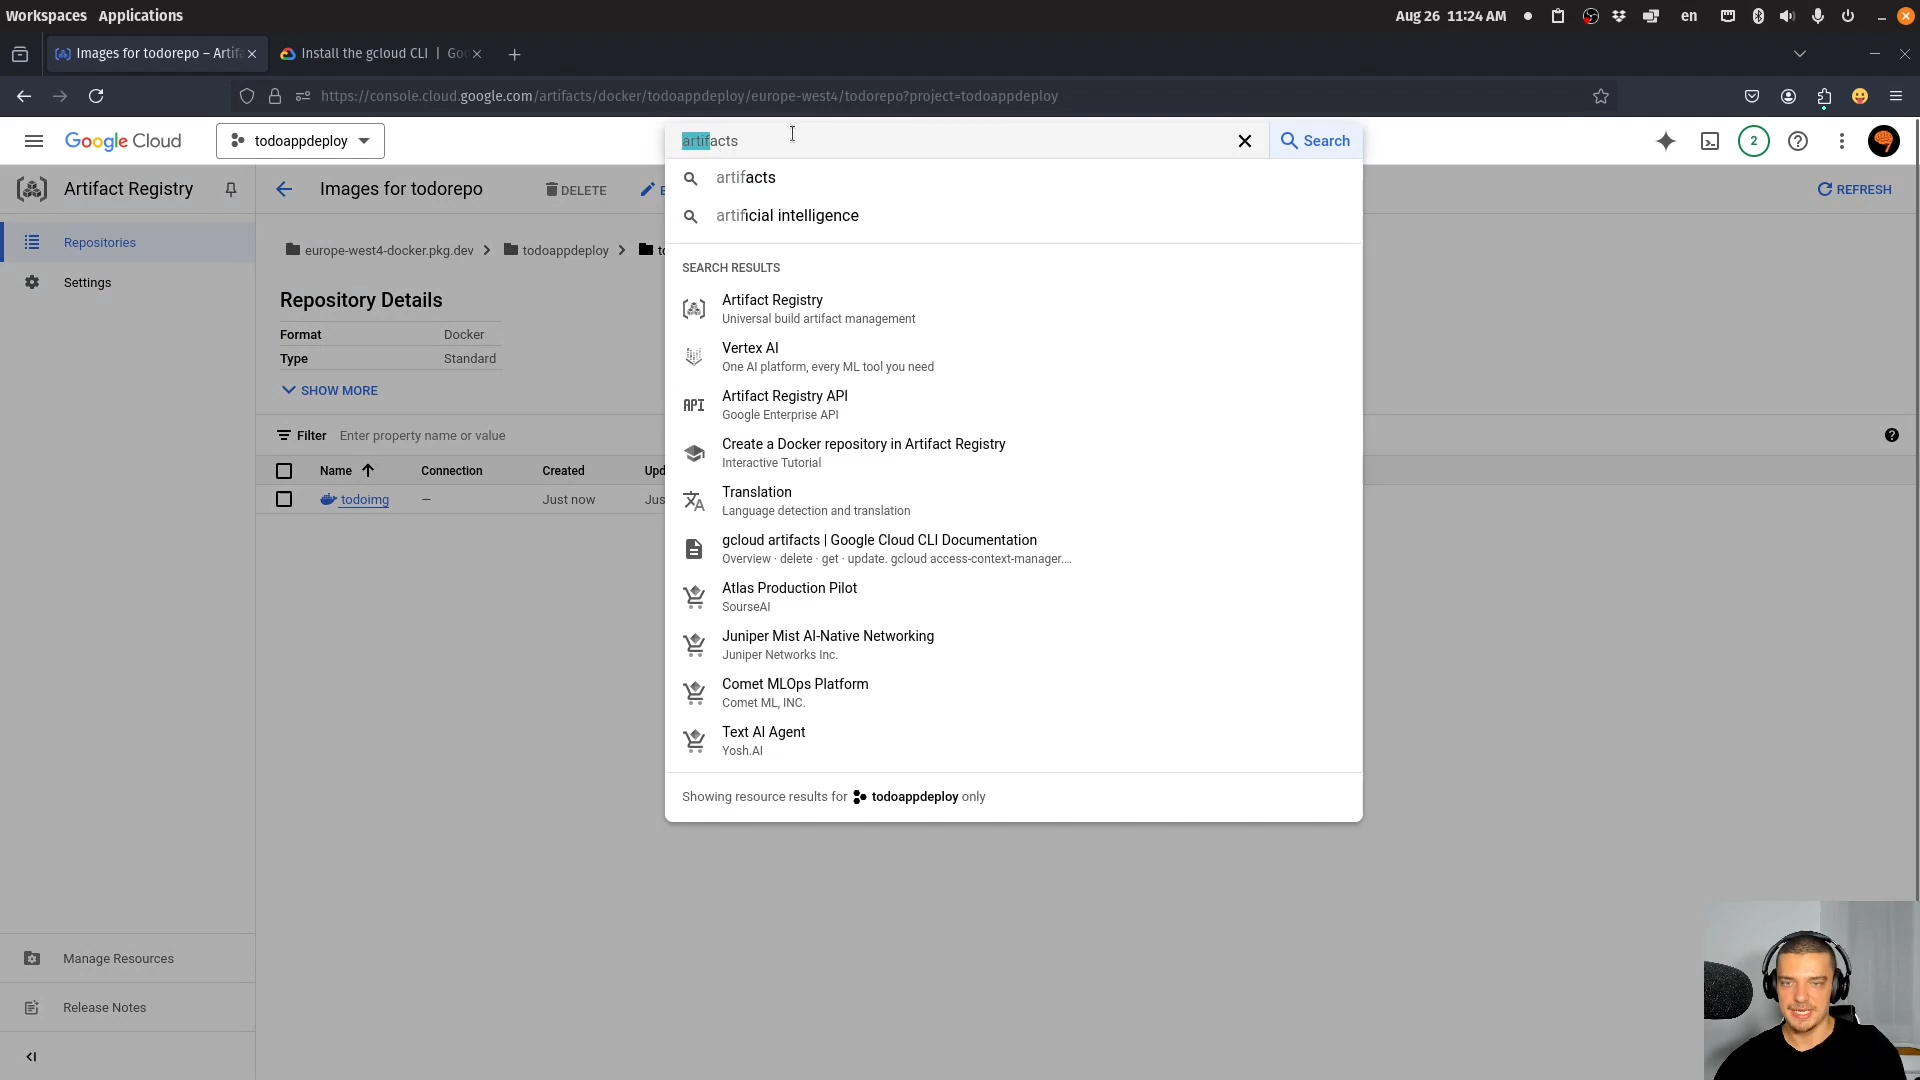 Workspaces Applications
Aug 26 11:24 AM
en
Images for todorepo – Artifa
Install the gcloud CLI | Goo
https://console.cloud.google.com/artifacts/docker/todoappdeploy/europe-west4/todorepo?project=todoappdeploy
Google Cloud
todoappdeploy
artifacts
Search
2
Artifact Registry
Images for todorepo
DELETE
E
REFRESH
artifacts
artificial intelligence
Repositories
Settings
europe-west4-docker.pkg.dev
todoappdeploy
to
Repository Details
Format Docker
Type Standard
SHOW MORE
Filter Enter property name or value
Name Connection Created Upd
todoimg – Just now Jus
SEARCH RESULTS
Artifact Registry
Universal build artifact management
Vertex AI
One AI platform, every ML tool you need
API
Artifact Registry API
Google Enterprise API
Create a Docker repository in Artifact Registry
Interactive Tutorial
Translation
Language detection and translation
gcloud artifacts | Google Cloud CLI Documentation
Overview · delete · get · update. gcloud access-context-manager....
Atlas Production Pilot
SourseAI
Juniper Mist AI-Native Networking
Juniper Networks Inc.
Comet MLOps Platform
Comet ML, INC.
Text AI Agent
Yosh.AI
Showing resource results for todoappdeploy only
Manage Resources
Release Notes